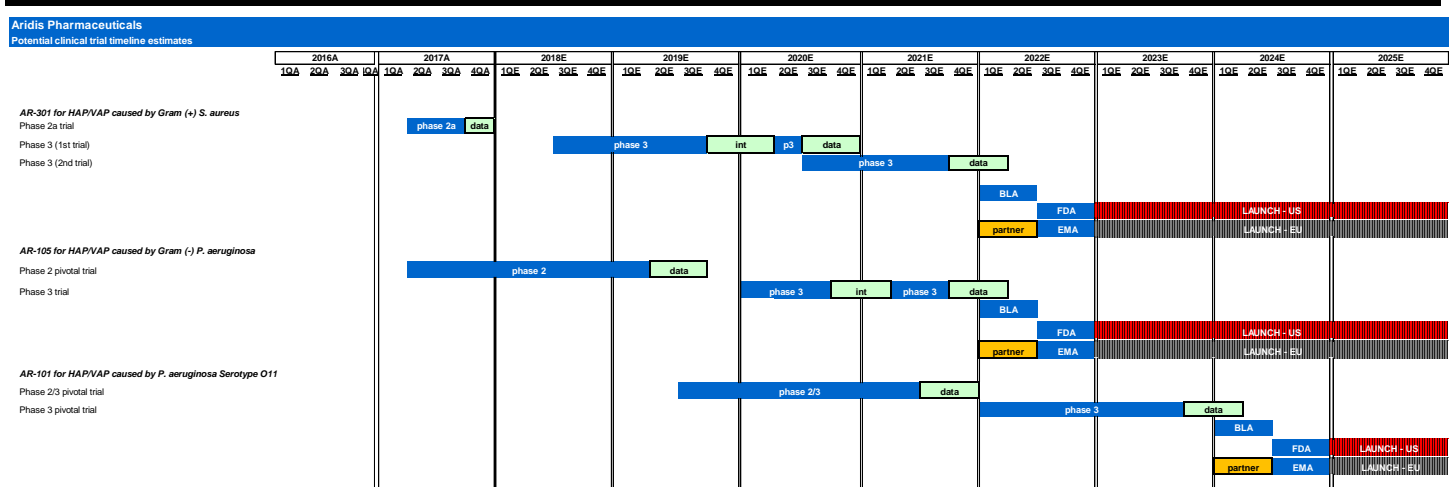 Aridis Pharmaceuticals
Potential clinical trial timeline estimates
2016A 2017A 2018E 2019E 2020E 2021E 2022E 2023E 2024E 2025E
1QA 2QA 3QA IQA 1QA 2QA 3QA 4QA 1QE 2QE 3QE 4QE 1QE 2QE 3QE 4QE 1QE 2QE 3QE 4QE 1QE 2QE 3QE 4QE 1QE 2QE 3QE 4QE 1QE 2QE 3QE 4QE 1QE 2QE 3QE 4QE 1QE 2QE 3QE 4QE
AR-301 for HAP/VAP caused by Gram (+) S. aureus
Phase 2a trial phase 2a data
Phase 3 (1st trial) phase 3 int p3 data
Phase 3 (2nd trial) phase 3 data
BLA
FDA LAUNCH - US
partner EMA LAUNCH - EU
AR-105 for HAP/VAP caused by Gram (-) P. aeruginosa
Phase 2 pivotal trial phase 2 data
Phase 3 trial phase 3 int phase 3 data
BLA
FDA LAUNCH - US
partner EMA LAUNCH - EU
AR-101 for HAP/VAP caused by P. aeruginosa Serotype O11
Phase 2/3 pivotal trial phase 2/3 data
Phase 3 pivotal trial phase 3 data
BLA
FDA LAUNCH - US
partner EMA LAUNCH - EU